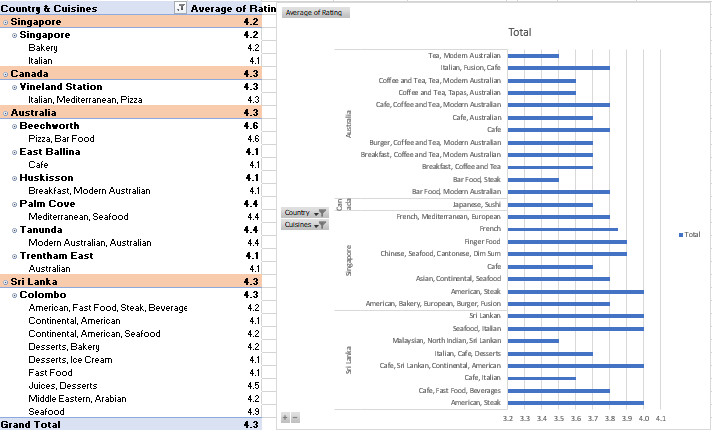 Country & Cuisines Average of Ratin
Singapore 4.2
Singapore 4.2
Bakery 4.2
Italian 4.1
Canada 4.3
Vineland Station 4.3
Italian, Mediterranean, Pizza 4.3
Australia 4.3
Beechworth 4.6
Pizza, Bar Food 4.6
East Ballina 4.1
Cafe 4.1
Huskisson 4.1
Breakfast, Modern Australian 4.1
Palm Cove 4.4
Mediterranean, Seafood 4.4
Tanunda 4.4
Modern Australian, Australian 4.4
Trentham East 4.1
Australian 4.1
Sri Lanka 4.3
Colombo 4.3
American, Fast Food, Steak, Beverage 4.2
Continental, American 4.1
Continental, American, Seafood 4.2
Desserts, Bakery 4.2
Desserts, Ice Cream 4.1
Fast Food 4.1
Juices, Desserts 4.5
Middle Eastern, Arabian 4.2
Seafood 4.9
Grand Total 4.3
Average of Rating
Total
Country
Cuisines
Australia
Tea, Modern Australian
Italian, Fusion, Cafe
Coffee and Tea, Tea, Modern Australian
Coffee and Tea, Tapas, Australian
Cafe, Coffee and Tea, Modern Australian
Cafe, Australian
Cafe
Burger, Coffee and Tea, Modern Australian
Breakfast, Coffee and Tea, Modern Australian
Breakfast, Coffee and Tea
Bar Food, Steak
Bar Food, Modern Australian
Can
ada
Japanese, Sushi
Singapore
French, Mediterranean, European
French
Finger Food
Chinese, Seafood, Cantonese, Dim Sum
Cafe
Asian, Continental, Seafood
American, Steak
American, Bakery, European, Burger, Fusion
Sri Lanka
Sri Lankan
Seafood, Italian
Malaysian, North Indian, Sri Lankan
Italian, Cafe, Desserts
Cafe, Sri Lankan, Continental, American
Cafe, Italian
Cafe, Fast Food, Beverages
American, Steak
3.2 3.3 3.4 3.5 3.6 3.7 3.8 3.9 4.0 4.1
Total